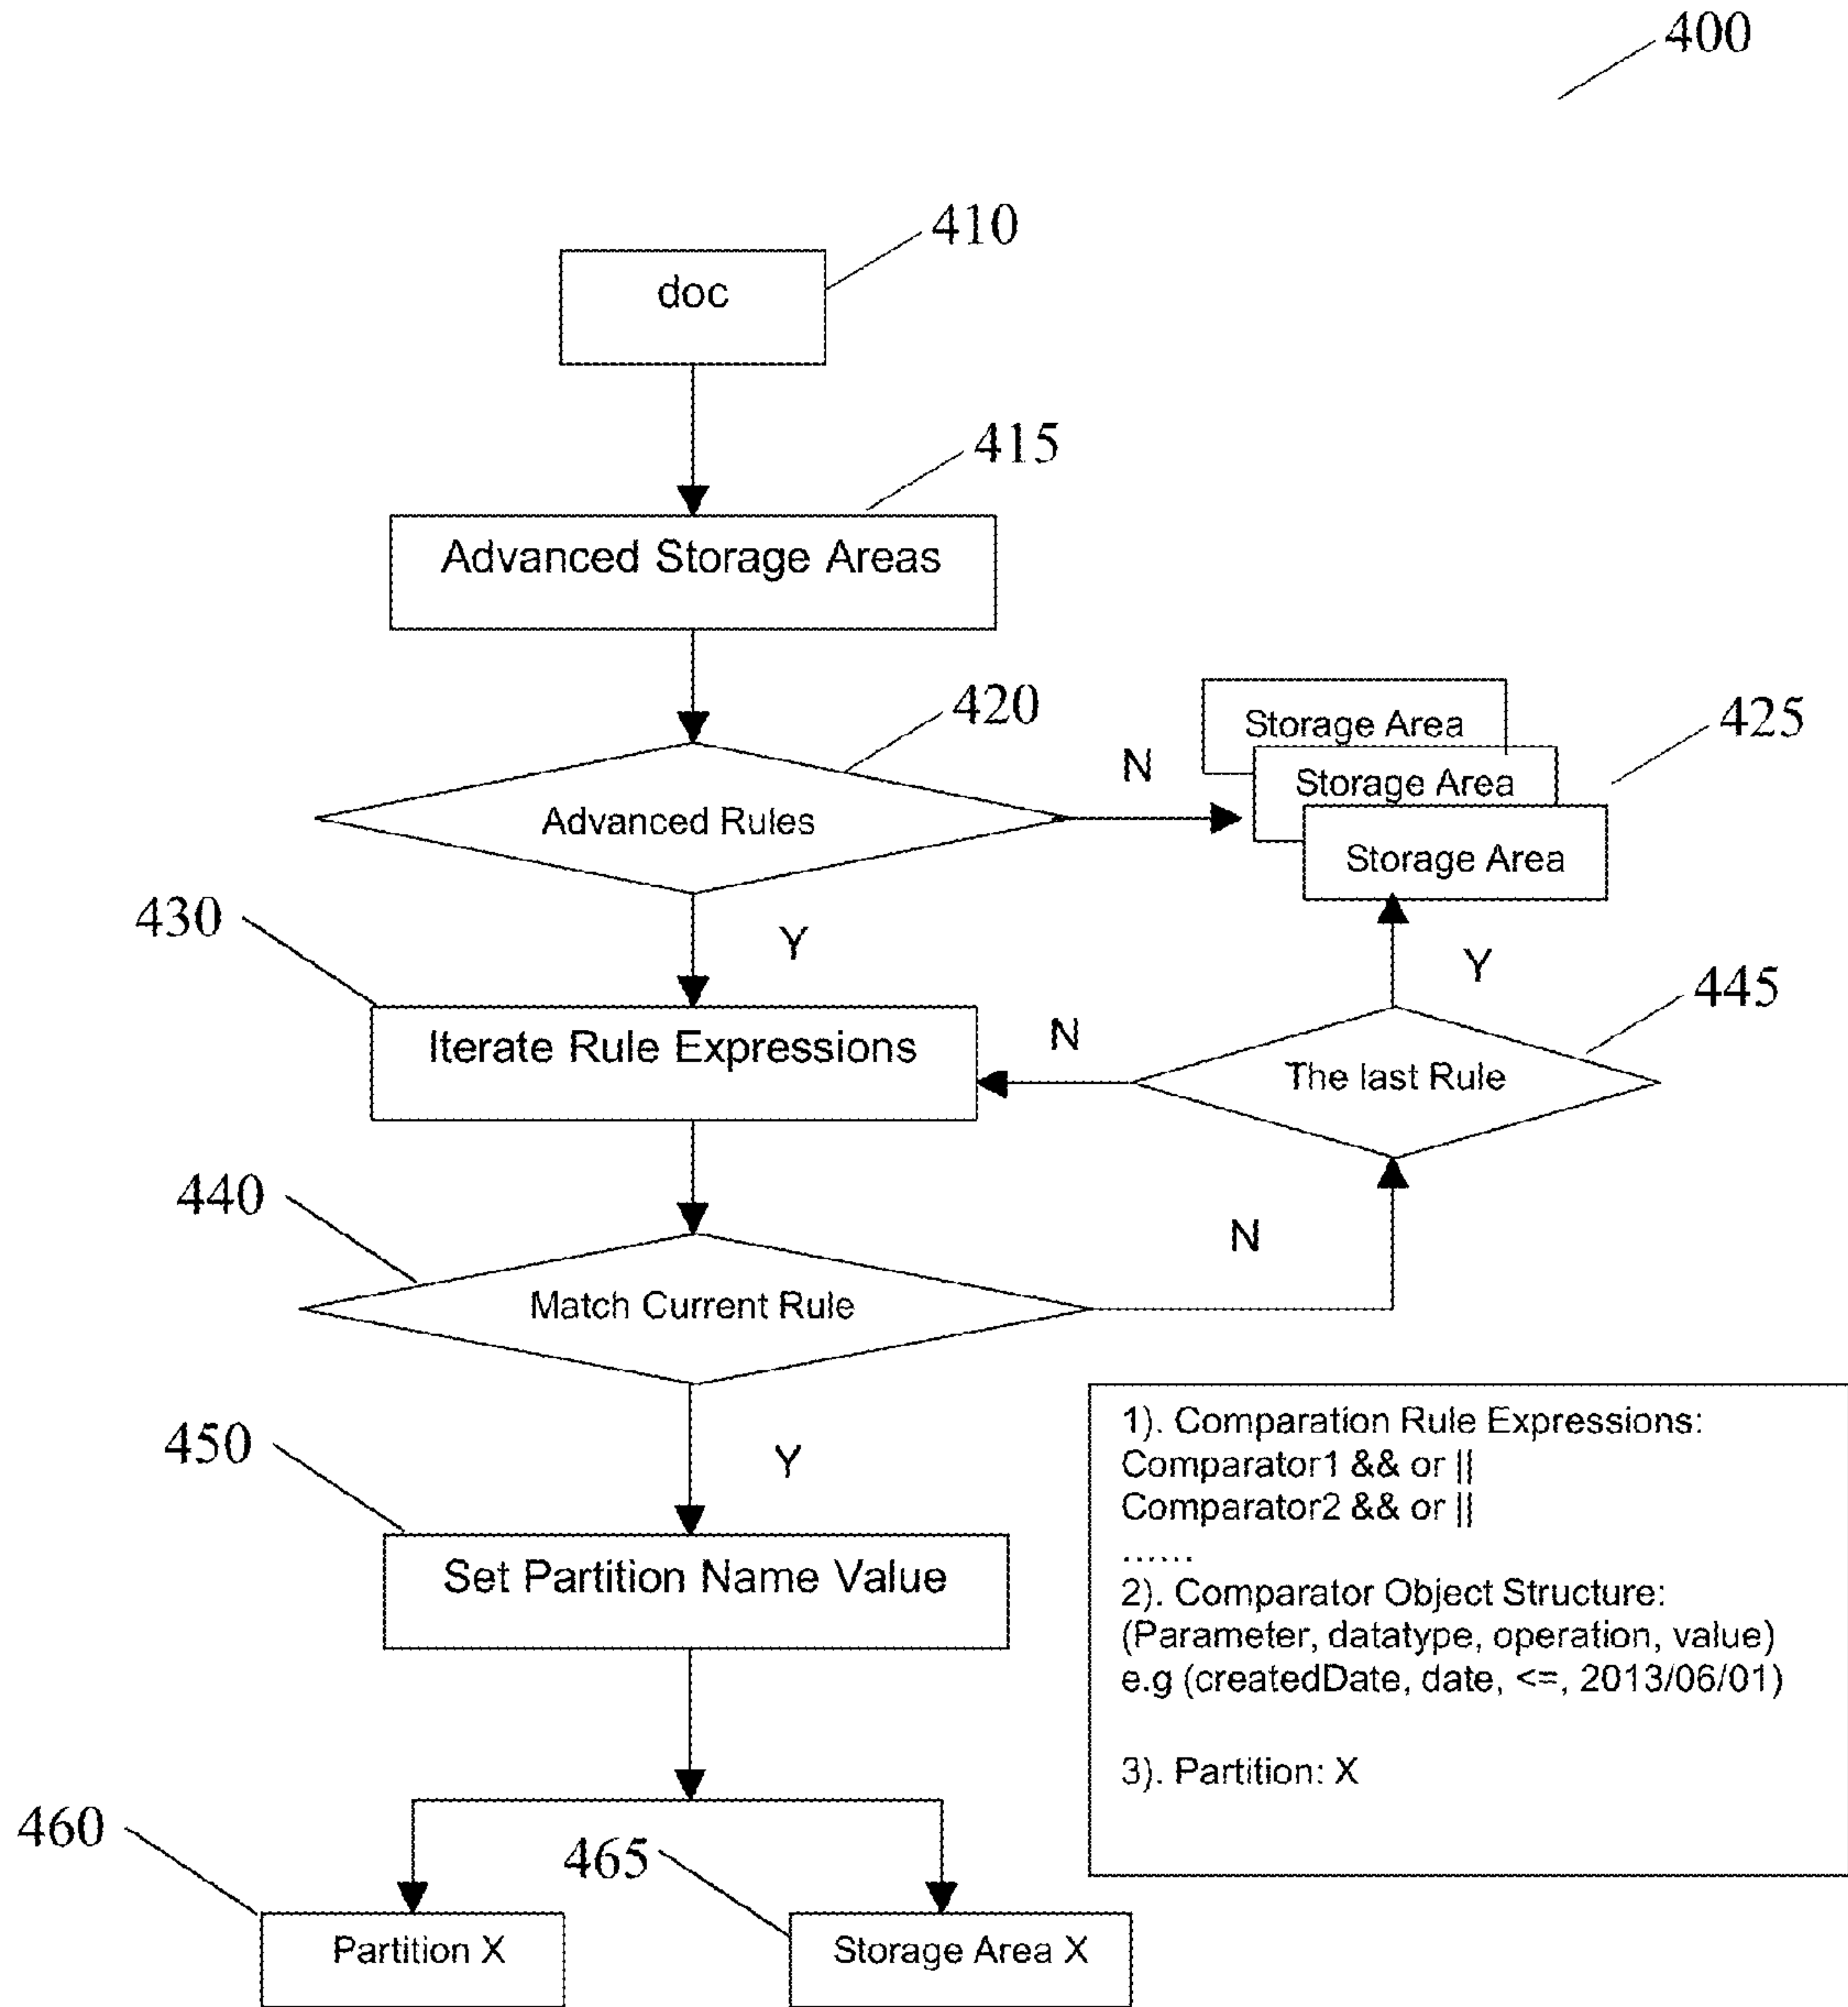 400
410
doc
415
Advanced Storage Areas
420
Storage Area
425
N
Storage Area
Advanced Rules
Storage Area
430
Y
Y
445
Iterate Rule Expressions
N
The last Rule
440
N
Match Current Rule
1). Comparation Rule Expressions:
Comparator1 && or ||
Comparator2 && or ||
......
2). Comparator Object Structure:
(Parameter, datatype, operation, value)
e.g (createdDate, date, <=, 2013/06/01)
3). Partition: X
450
Y
Set Partition Name Value
460
465
Partition X
Storage Area X